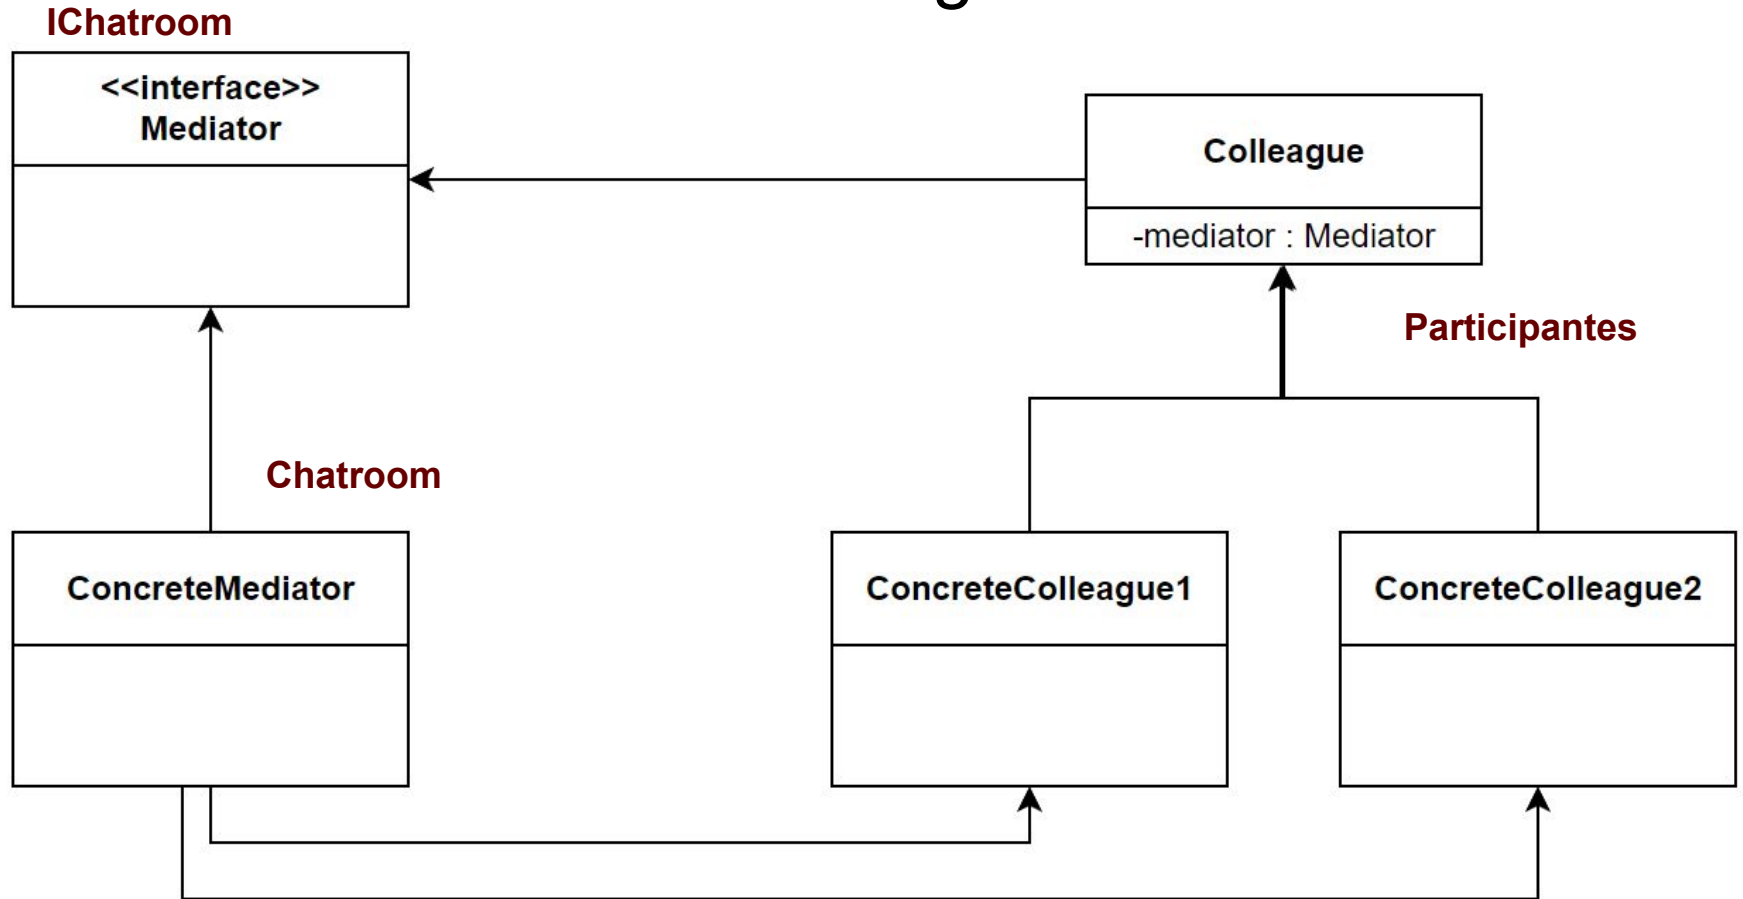 IChatroom
<<interface>>
Mediator
Colleague
-mediator : Mediator
Participantes
Chatroom
ConcreteMediator
ConcreteColleague1
ConcreteColleague2